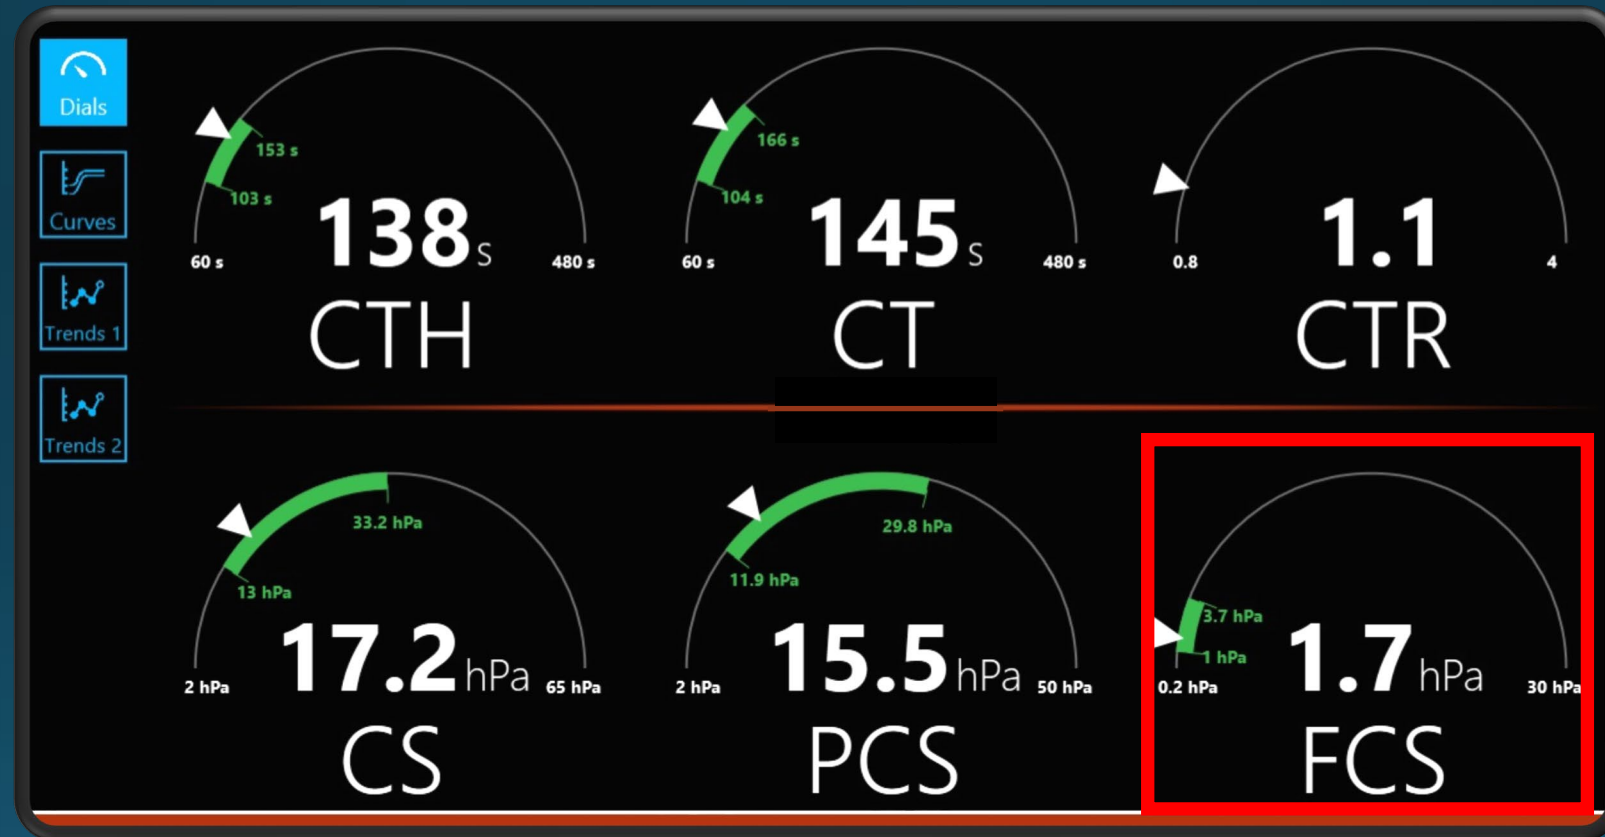 Dials
Curves
Trends 1
Trends 2
153 s
103 s
138 s
60 s
480 s
CTH
166 s
104 s
145 s
60 s
480 s
CT
1.1
0.8
4
CTR
33.2 hPa
13 hPa
17.2 hPa
2 hPa
65 hPa
CS
29.8 hPa
11.9 hPa
15.5 hPa
2 hPa
50 hPa
PCS
3.7 hPa
1 hPa
1.7 hPa
0.2 hPa
30 hPa
FCS